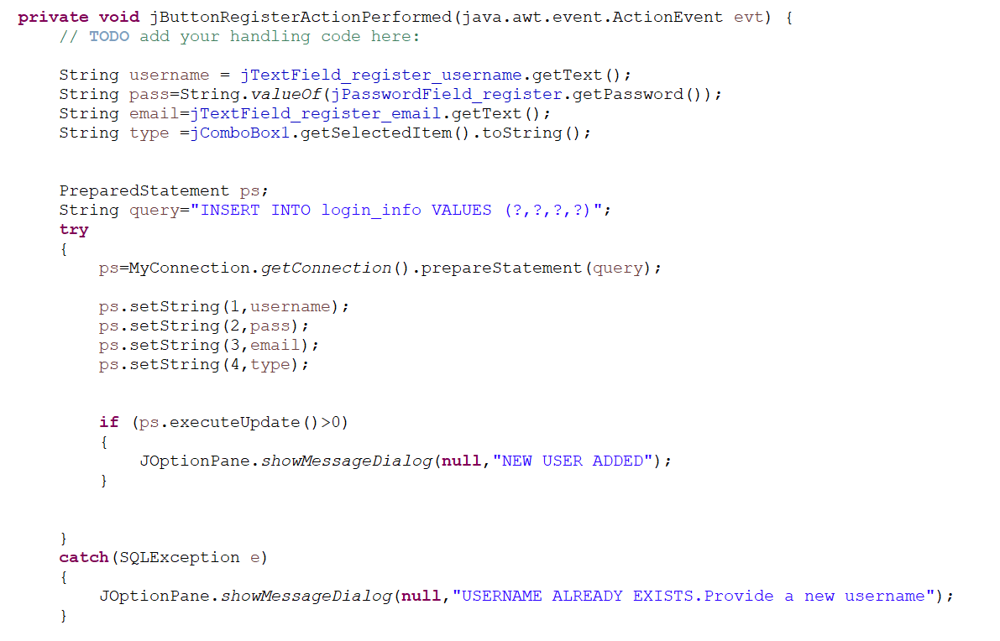 private void jButtonRegisterActionPerformed(java.awt.event.ActionEvent evt) {
// TODO add your handling code here:
String username = jTextField_register_username.getText();
String pass=String.valueOf(jPasswordField_register.getPassword());
String email=jTextField_register_email.getText();
String type =jComboBox1.getSelectedItem().toString();
PreparedStatement ps;
String query="INSERT INTO login_info VALUES (?,?,?,?)";
try
{
ps=MyConnection.getConnection().prepareStatement(query);
ps.setString(1,username);
ps.setString(2,pass);
ps.setString(3,email);
ps.setString(4,type);
if (ps.executeUpdate()>0)
{
JOptionPane.showMessageDialog(null,"NEW USER ADDED");
}
}
catch(SQLException e)
{
JOptionPane.showMessageDialog(null,"USERNAME ALREADY EXISTS.Provide a new username");
}